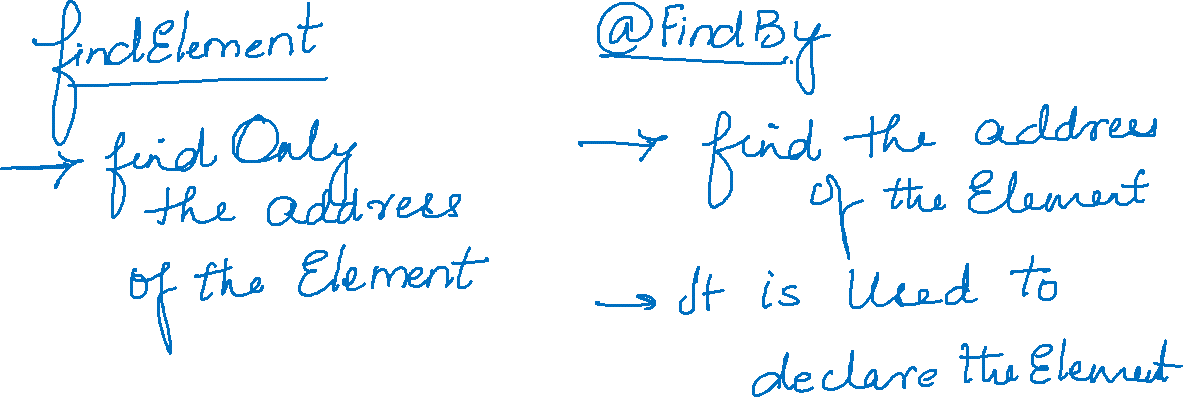 findElement
→ find Only
the address
of the Element
@FindBy
→ find the address
of the Element
→ It is Used to
declare the Element